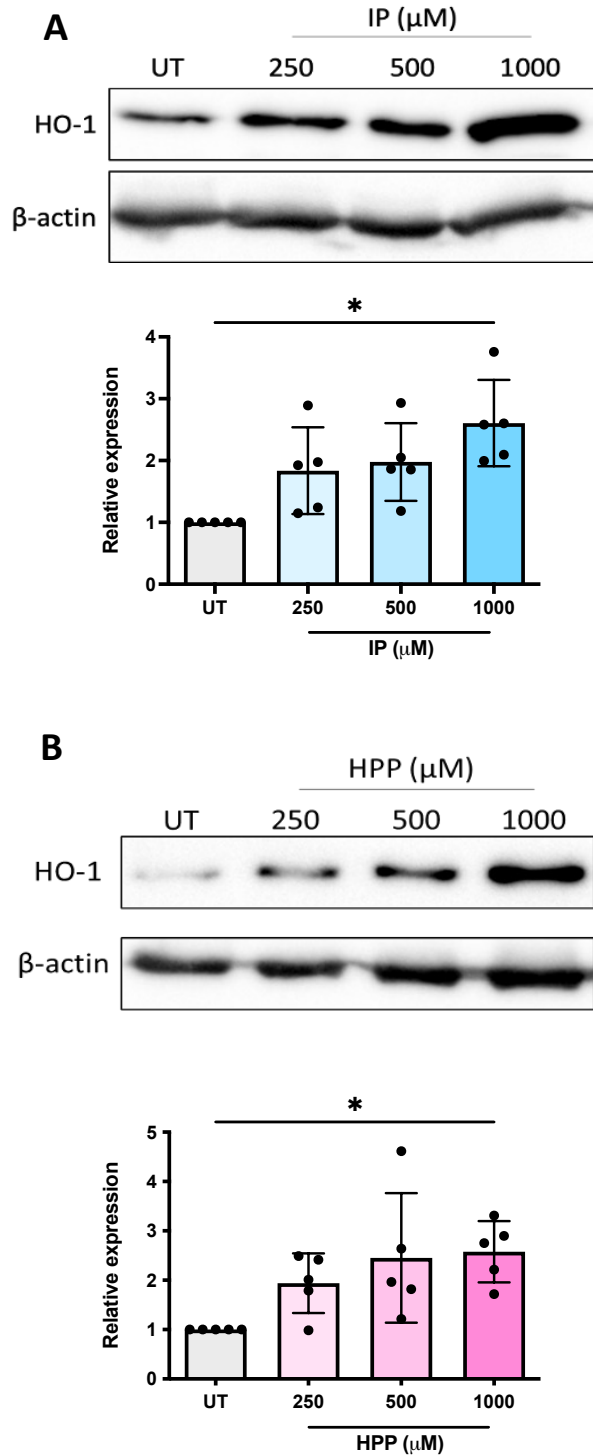 A
IP (μM)
UT 250 500 1000
HO-1
β-actin
*
Relative expression
4
3
2
1
0
UT 250 500 1000
IP (μM)
B
HPP (μM)
UT 250 500 1000
HO-1
β-actin
*
Relative expression
5
4
3
2
1
0
UT 250 500 1000
HPP (μM)